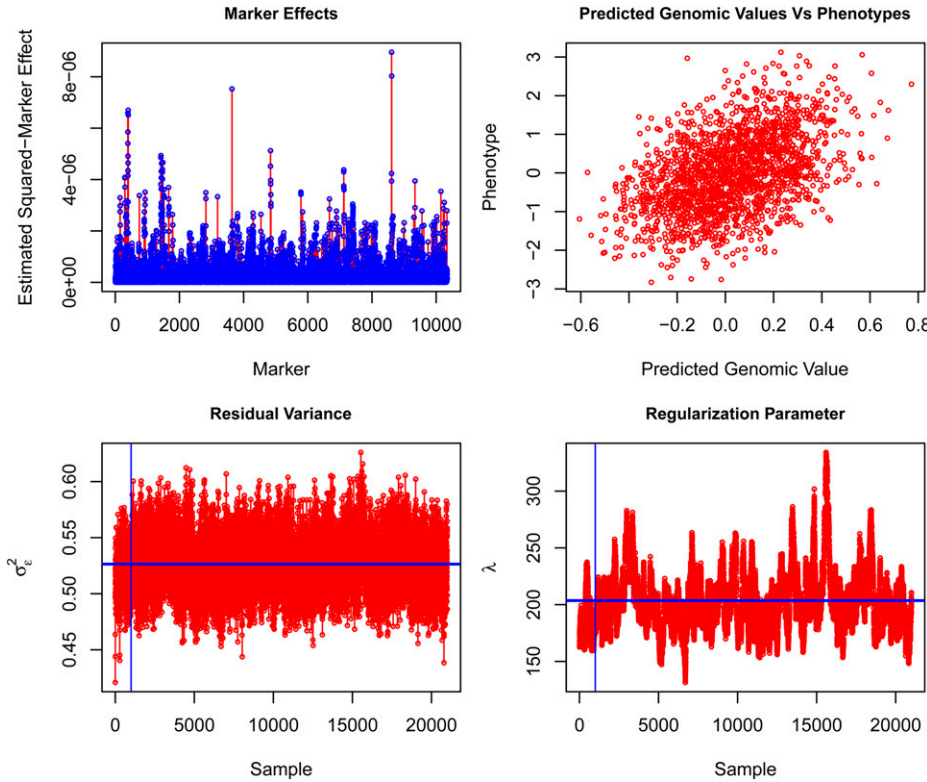 Marker Effects
Estimated Squared−Marker Effect
0e+00 4e−06 8e−06
0 2000 4000 6000 8000 10000
Marker
Predicted Genomic Values Vs Phenotypes
Phenotype
3
2
1
0
−1
−2
−3
−0.6 −0.2 0.0 0.2 0.4 0.6 0.8
Predicted Genomic Value
Residual Variance
σε2
0.45 0.50 0.55 0.60
0 5000 10000 15000 20000
Sample
Regularization Parameter
λ
150 200 250 300
0 5000 10000 15000 20000
Sample